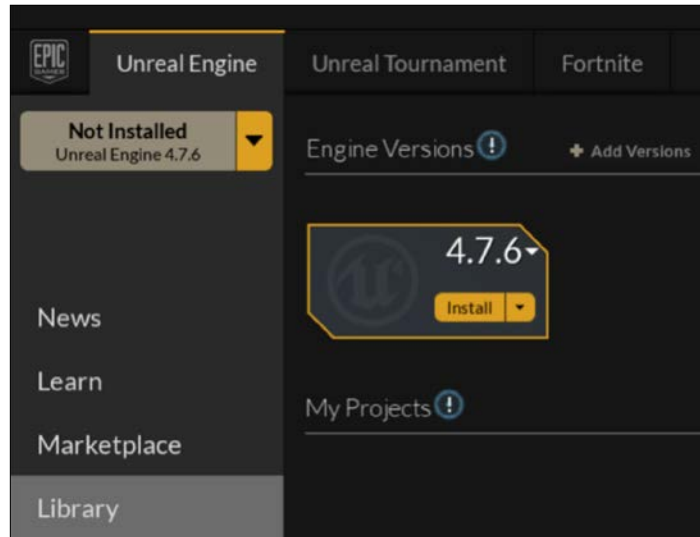 EPIC
GAMES
Unreal Engine
Unreal Tournament
Fortnite
Not Installed
Unreal Engine 4.7.6
Engine Versions
+ Add Versions
4.7.6
Install
News
Learn
Marketplace
Library
My Projects